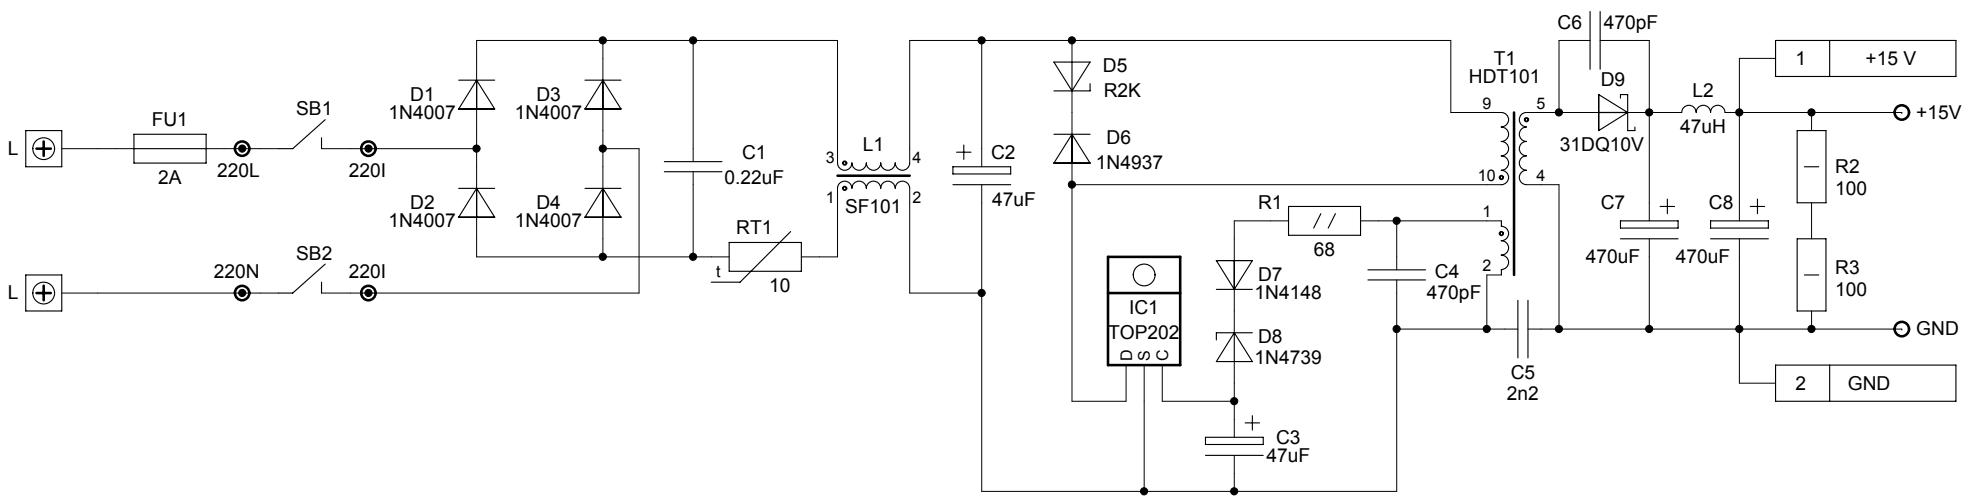 L
FU1
2A
220L
SB1
220I
L
220N
SB2
220I
D1
1N4007
D3
1N4007
D2
1N4007
D4
1N4007
C1
0.22uF
RT1
t
10
L1
3
4
1
2
SF101
+
C2
47uF
D5
R2K
D6
1N4937
R1
68
D7
1N4148
D8
1N4739
IC1
TOP202
D
S
C
+
C3
47uF
C4
470pF
T1
HDT101
9
10
1
2
5
4
C5
2n2
C6
470pF
D9
31DQ10V
L2
47uH
C7
+
470uF
C8
+
470uF
R2
100
R3
100
1
+15 V
+15V
GND
2
GND